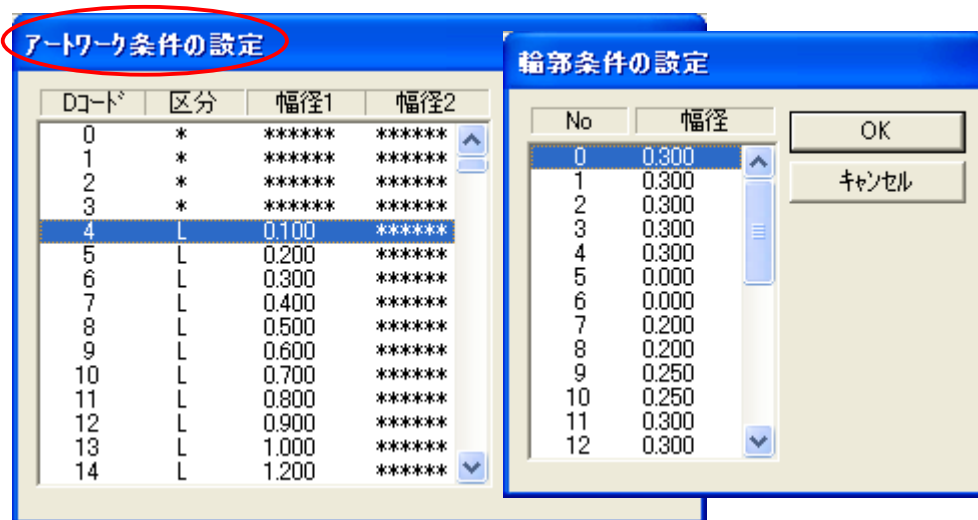 アートワーク条件の設定
Dコード 区分 幅径1 幅径2
0 * ****** ******
1 * ****** ******
2 * ****** ******
3 * ****** ******
4 L 0.100 ******
5 L 0.200 ******
6 L 0.300 ******
7 L 0.400 ******
8 L 0.500 ******
9 L 0.600 ******
10 L 0.700 ******
11 L 0.800 ******
12 L 0.900 ******
13 L 1.000 ******
14 L 1.200 ******
輪郭条件の設定
No 幅径
0 0.300
1 0.300
2 0.300
3 0.300
4 0.300
5 0.000
6 0.000
7 0.200
8 0.200
9 0.250
10 0.250
11 0.300
12 0.300
OK
キャンセル